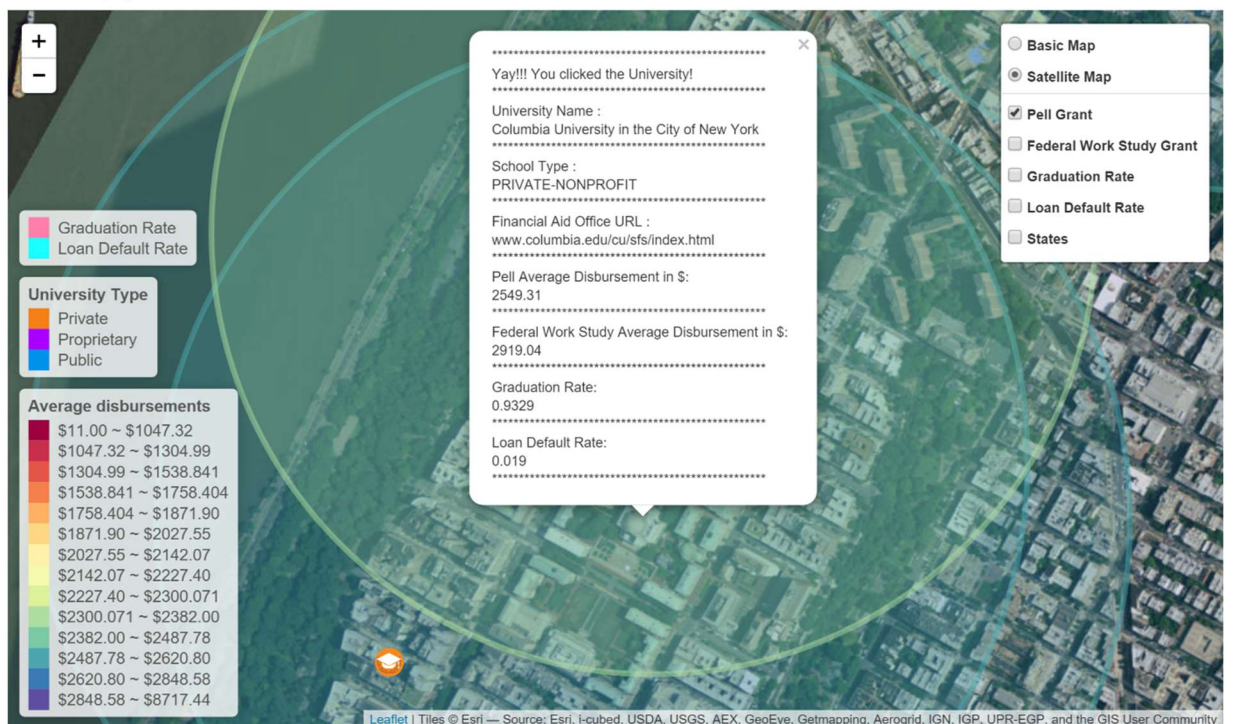 +
−
×
**************************************************
Yay!!! You clicked the University!
**************************************************
University Name :
Columbia University in the City of New York
**************************************************
School Type :
PRIVATE-NONPROFIT
**************************************************
Financial Aid Office URL :
www.columbia.edu/cu/sfs/index.html
**************************************************
Pell Average Disbursement in $:
2549.31
**************************************************
Federal Work Study Average Disbursement in $:
2919.04
**************************************************
Graduation Rate:
0.9329
**************************************************
Loan Default Rate:
0.019
**************************************************
Basic Map
Satellite Map
Pell Grant
Federal Work Study Grant
Graduation Rate
Loan Default Rate
States
Graduation Rate
Loan Default Rate
University Type
Private
Proprietary
Public
Average disbursements
$11.00 ~ $1047.32
$1047.32 ~ $1304.99
$1304.99 ~ $1538.841
$1538.841 ~ $1758.404
$1758.404 ~ $1871.90
$1871.90 ~ $2027.55
$2027.55 ~ $2142.07
$2142.07 ~ $2227.40
$2227.40 ~ $2300.071
$2300.071 ~ $2382.00
$2382.00 ~ $2487.78
$2487.78 ~ $2620.80
$2620.80 ~ $2848.58
$2848.58 ~ $8717.44
Leaflet | Tiles © Esri — Source: Esri, i-cubed, USDA, USGS, AEX, GeoEye, Getmapping, Aerogrid, IGN, IGP, UPR-EGP, and the GIS User Community